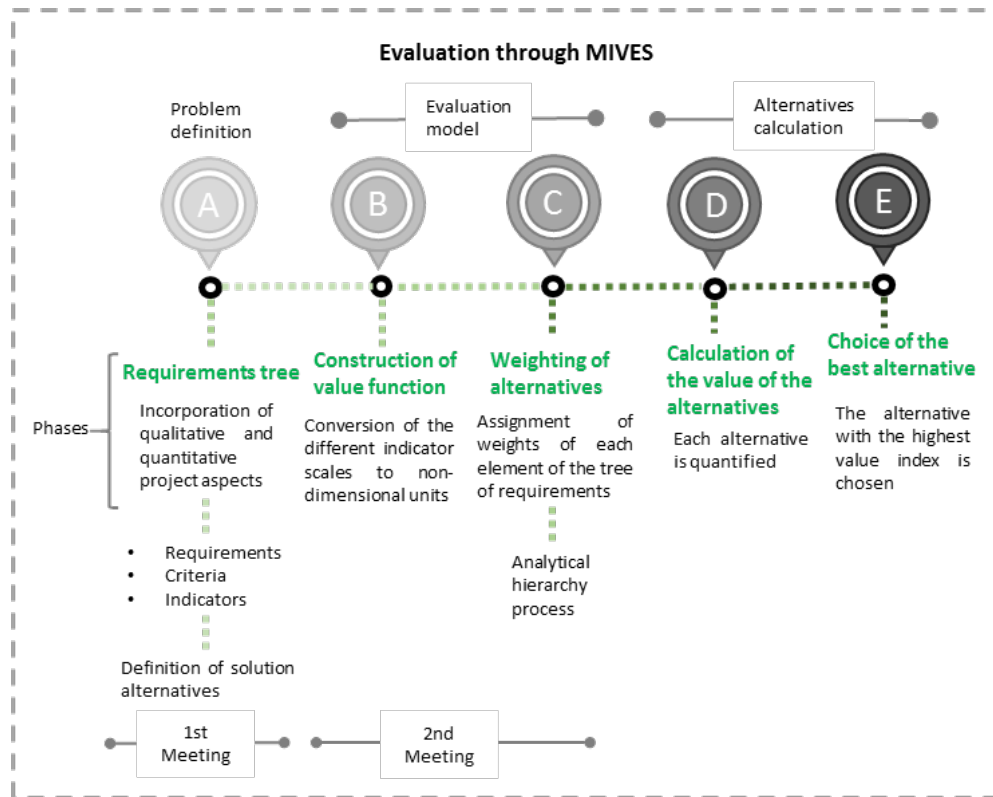 Evaluation through MIVES
Problem
definition
Evaluation
model
Alternatives
calculation
A
B
C
D
E
Phases
Requirements tree
Incorporation of
qualitative and
quantitative
project aspects
• Requirements
• Criteria
• Indicators
Definition of solution
alternatives
Construction of
value function
Conversion of the
different indicator
scales to non-
dimensional units
Weighting of
alternatives
Assignment of
weights of each
element of the tree
of requirements
Analytical
hierarchy
process
Calculation of
the value of the
alternatives
Each alternative
is quantified
Choice of the
best alternative
The alternative
with the highest
value index is
chosen
1st
Meeting
2nd
Meeting